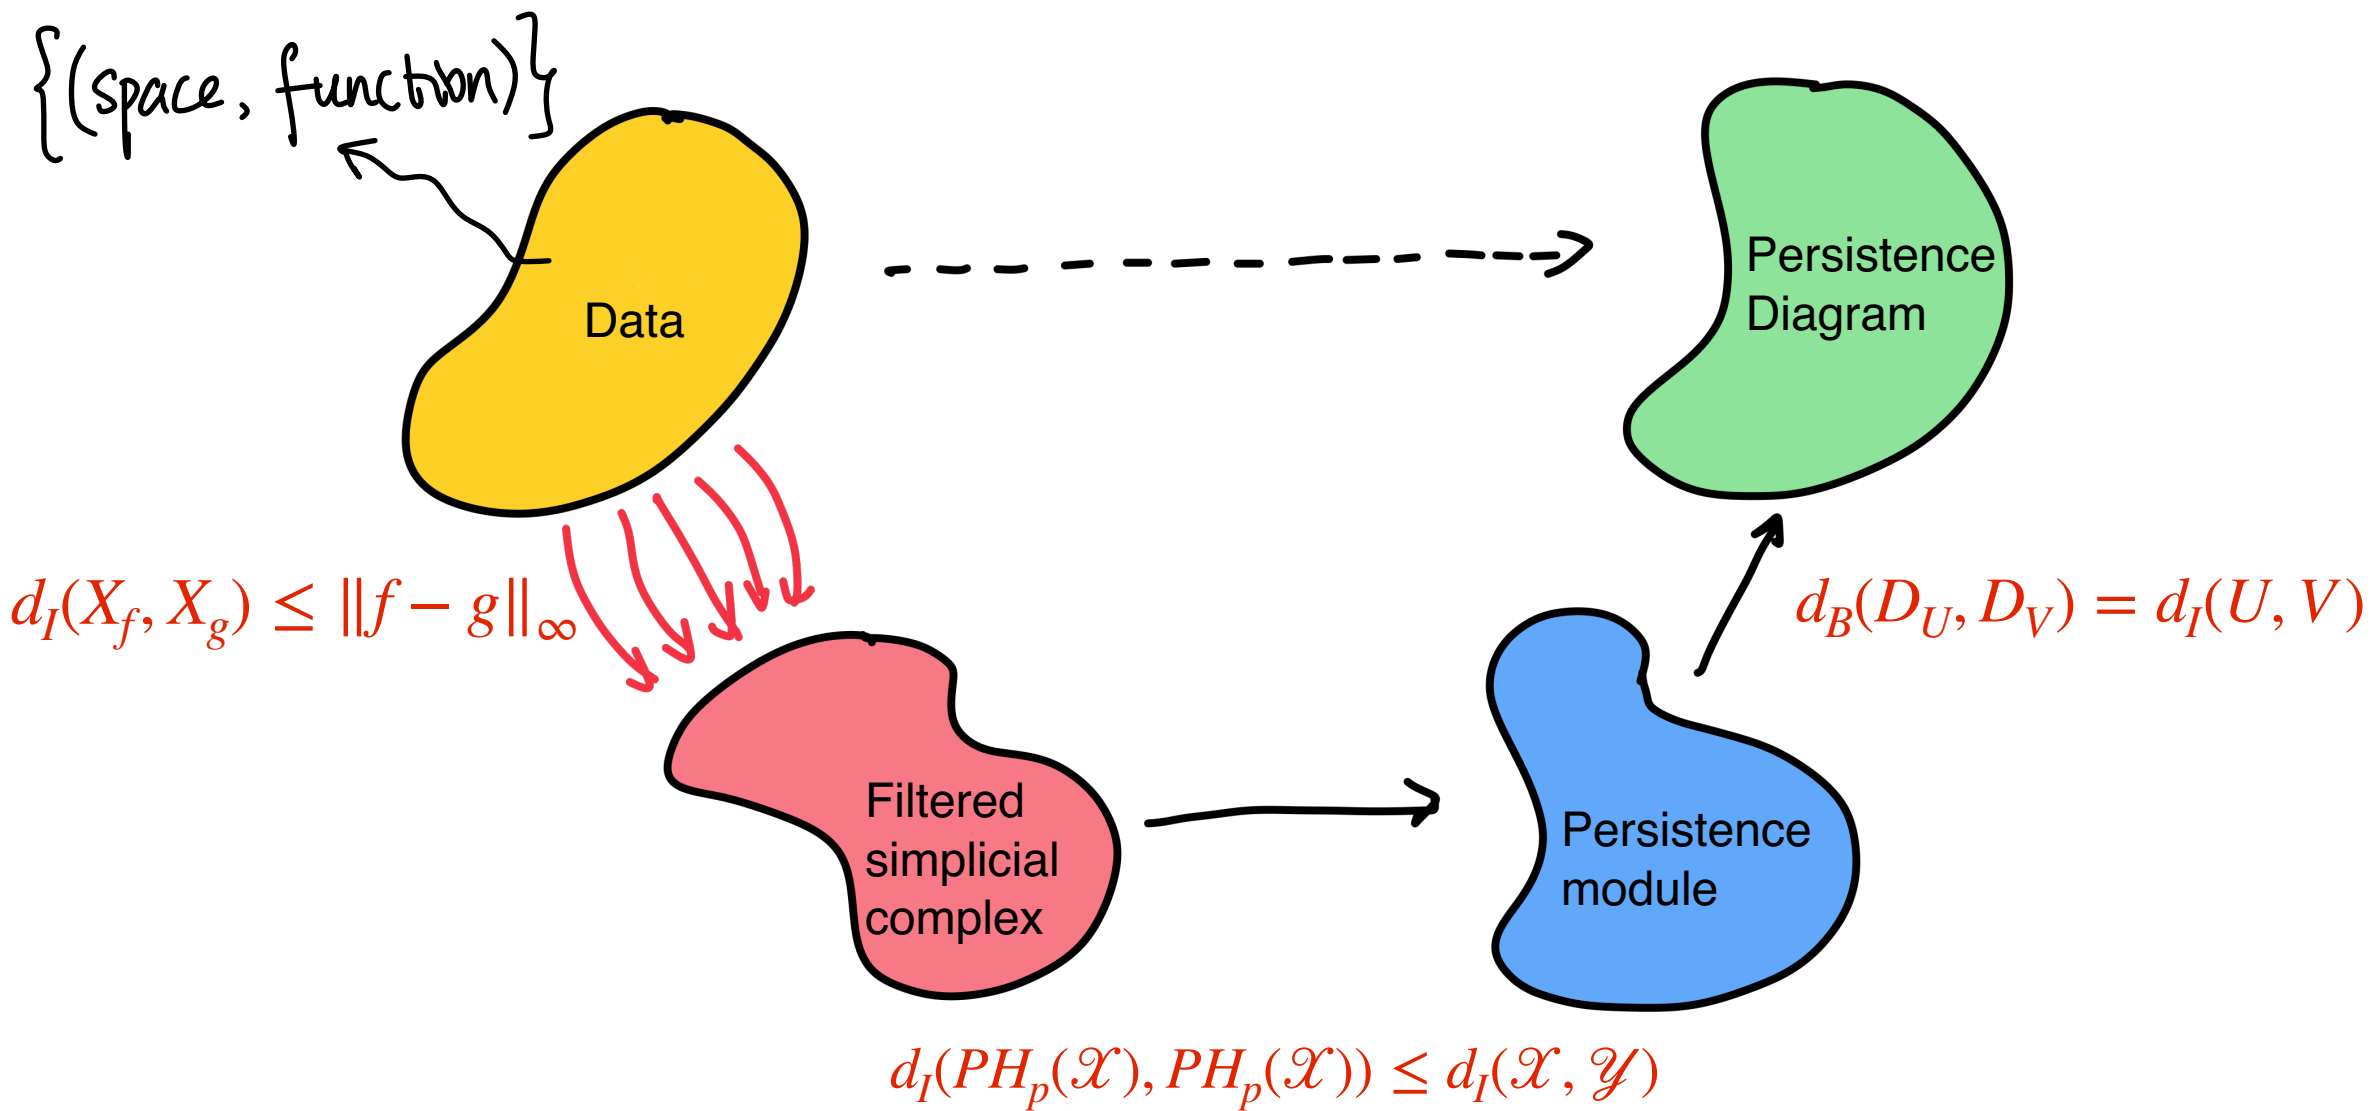 {(space, function)}
Data
Persistence
Diagram
d_I(X_f, X_g) ≤ ‖f − g‖_∞
d_B(D_U, D_V) = d_I(U, V)
Filtered
simplicial
complex
Persistence
module
d_I(PH_p(𝒳), PH_p(𝒳)) ≤ d_I(𝒳, 𝒴)